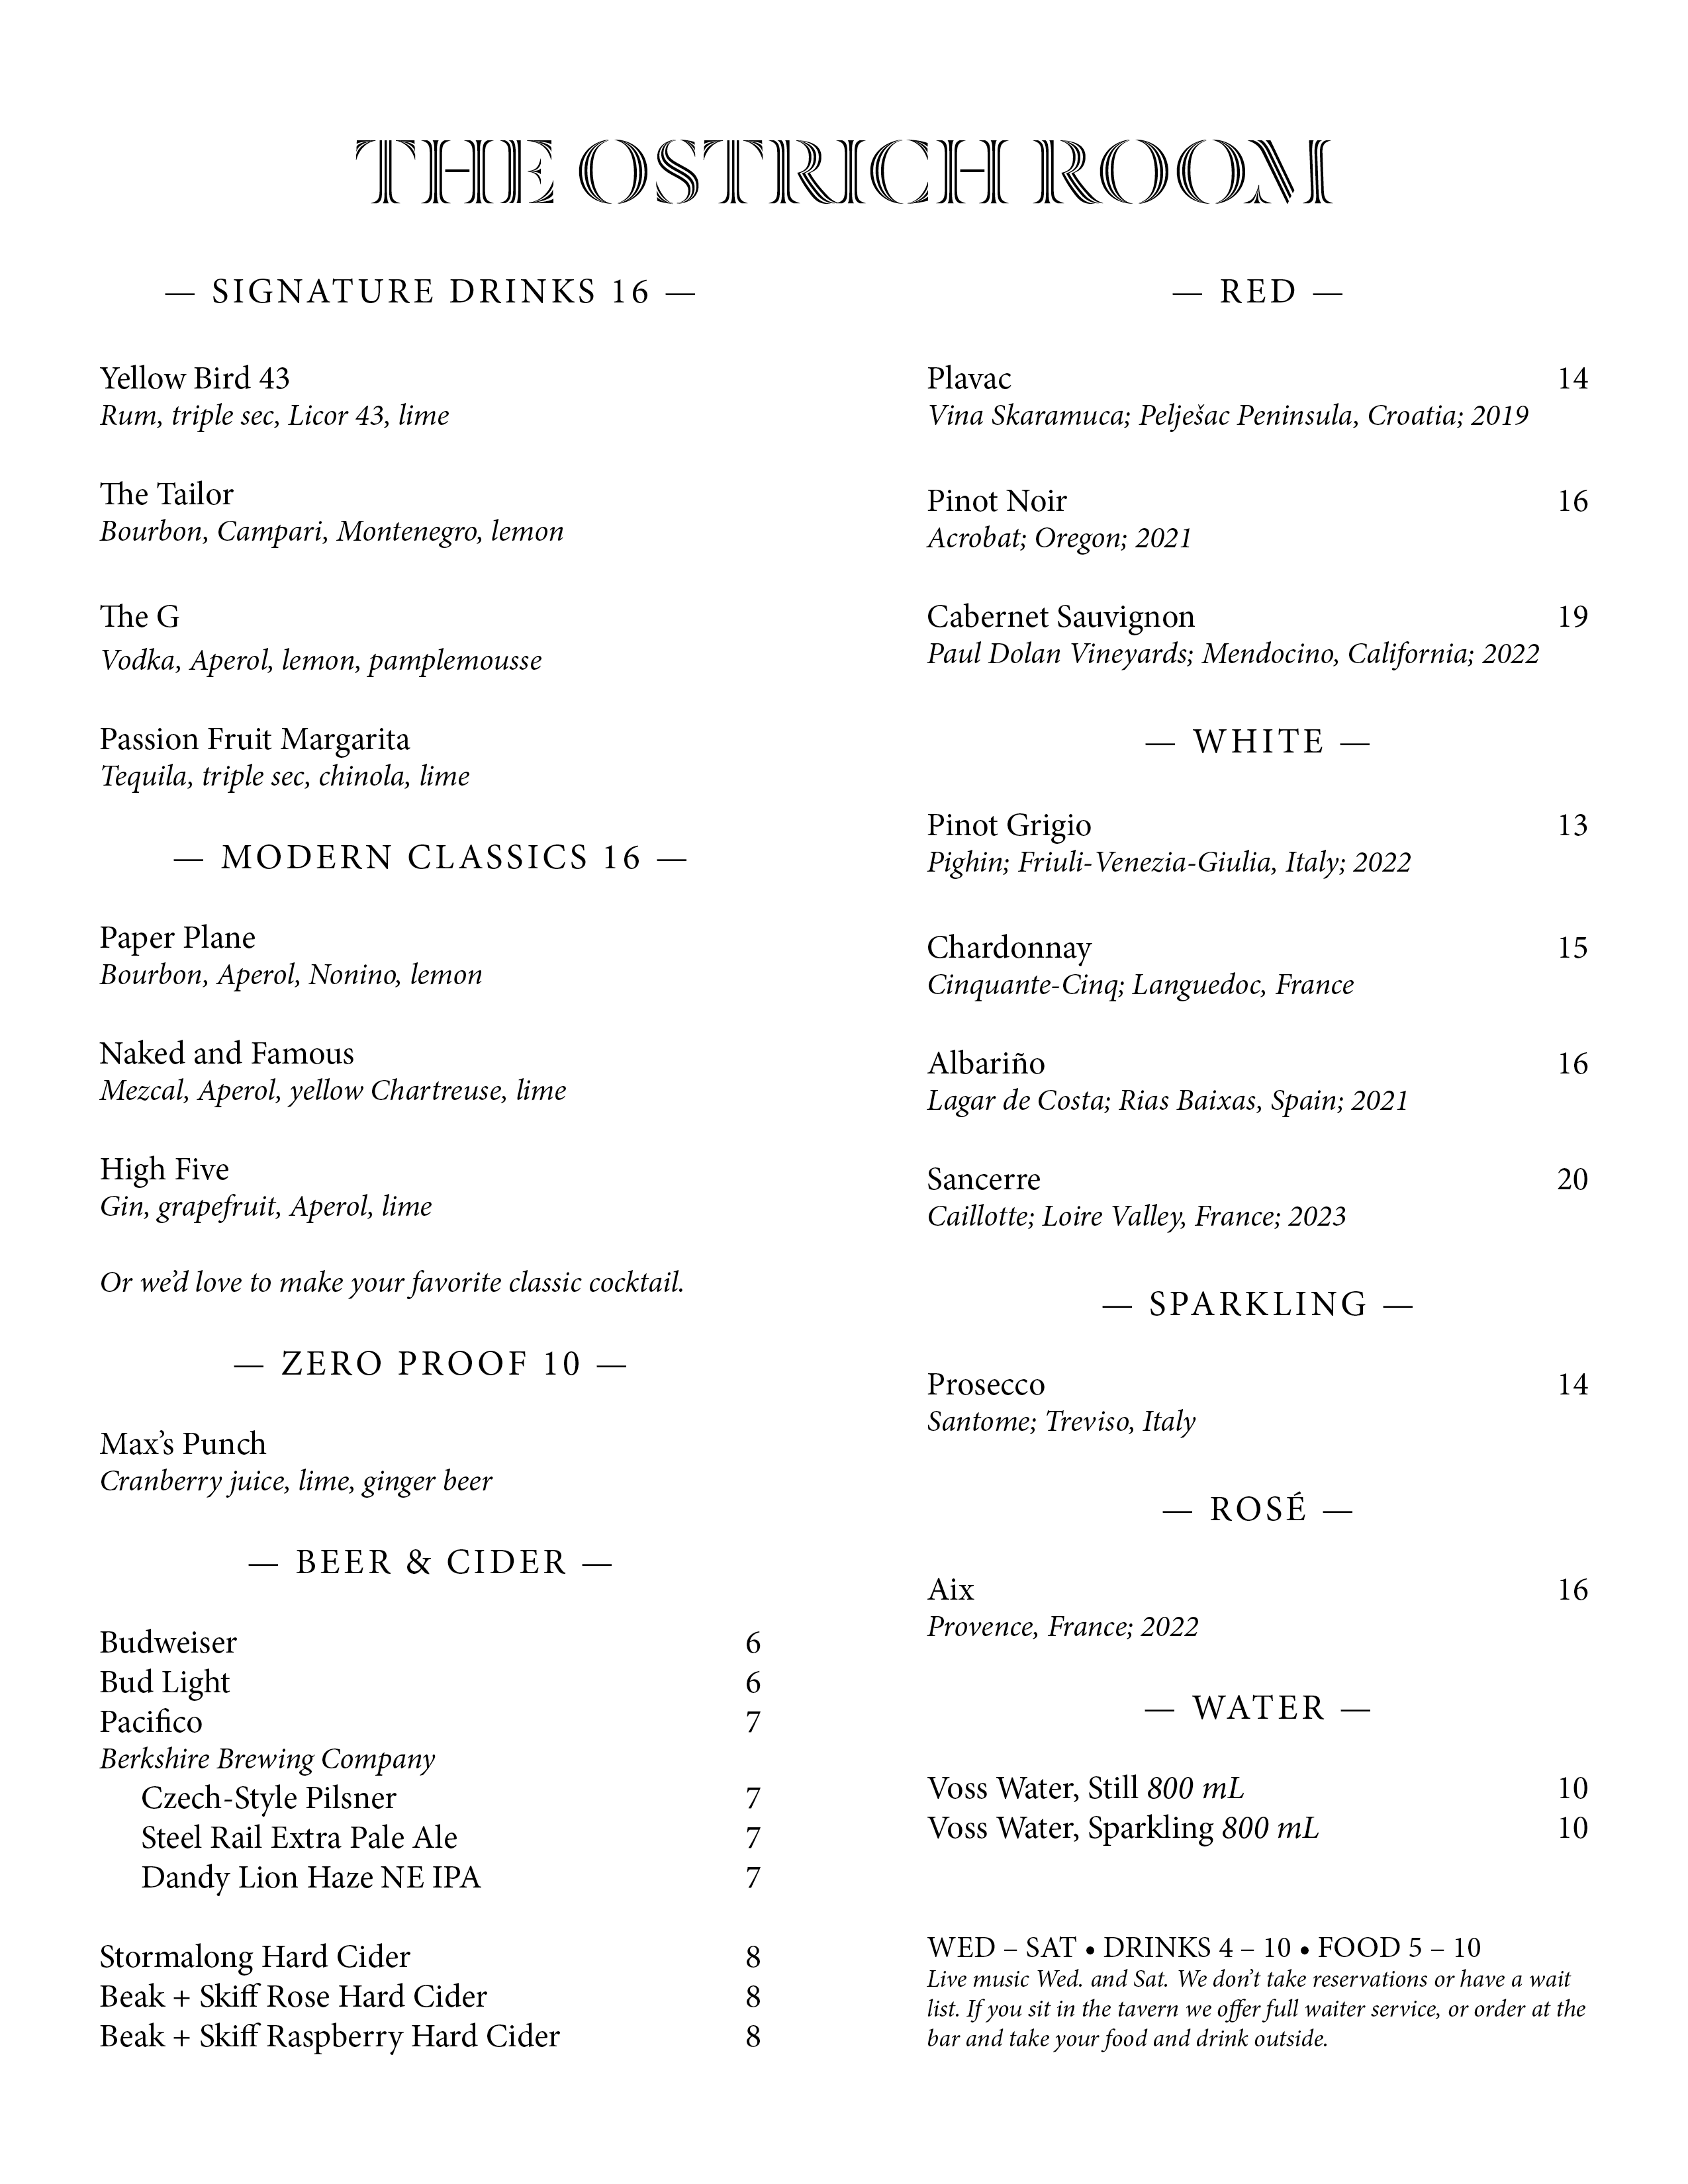 THE OSTRICH ROOM
— SIGNATURE DRINKS 16 —
Yellow Bird 43
Rum, triple sec, Licor 43, lime
The Tailor
Bourbon, Campari, Montenegro, lemon
The G
Vodka, Aperol, lemon, pamplemousse
Passion Fruit Margarita
Tequila, triple sec, chinola, lime
— MODERN CLASSICS 16 —
Paper Plane
Bourbon, Aperol, Nonino, lemon
Naked and Famous
Mezcal, Aperol, yellow Chartreuse, lime
High Five
Gin, grapefruit, Aperol, lime
Or we’d love to make your favorite classic cocktail.
— ZERO PROOF 10 —
Max’s Punch
Cranberry juice, lime, ginger beer
— BEER & CIDER —
Budweiser 6
Bud Light 6
Pacifico 7
Berkshire Brewing Company
Czech-Style Pilsner 7
Steel Rail Extra Pale Ale 7
Dandy Lion Haze NE IPA 7
Stormalong Hard Cider 8
Beak + Skiff Rose Hard Cider 8
Beak + Skiff Raspberry Hard Cider 8
— RED —
Plavac 14
Vina Skaramuca; Pelješac Peninsula, Croatia; 2019
Pinot Noir 16
Acrobat; Oregon; 2021
Cabernet Sauvignon 19
Paul Dolan Vineyards; Mendocino, California; 2022
— WHITE —
Pinot Grigio 13
Pighin; Friuli-Venezia-Giulia, Italy; 2022
Chardonnay 15
Cinquante-Cinq; Languedoc, France
Albariño 16
Lagar de Costa; Rias Baixas, Spain; 2021
Sancerre 20
Caillotte; Loire Valley, France; 2023
— SPARKLING —
Prosecco 14
Santome; Treviso, Italy
— ROSÉ —
Aix 16
Provence, France; 2022
— WATER —
Voss Water, Still 800 mL 10
Voss Water, Sparkling 800 mL 10
WED – SAT • DRINKS 4 – 10 • FOOD 5 – 10
Live music Wed. and Sat. We don’t take reservations or have a wait
list. If you sit in the tavern we offer full waiter service, or order at the
bar and take your food and drink outside.